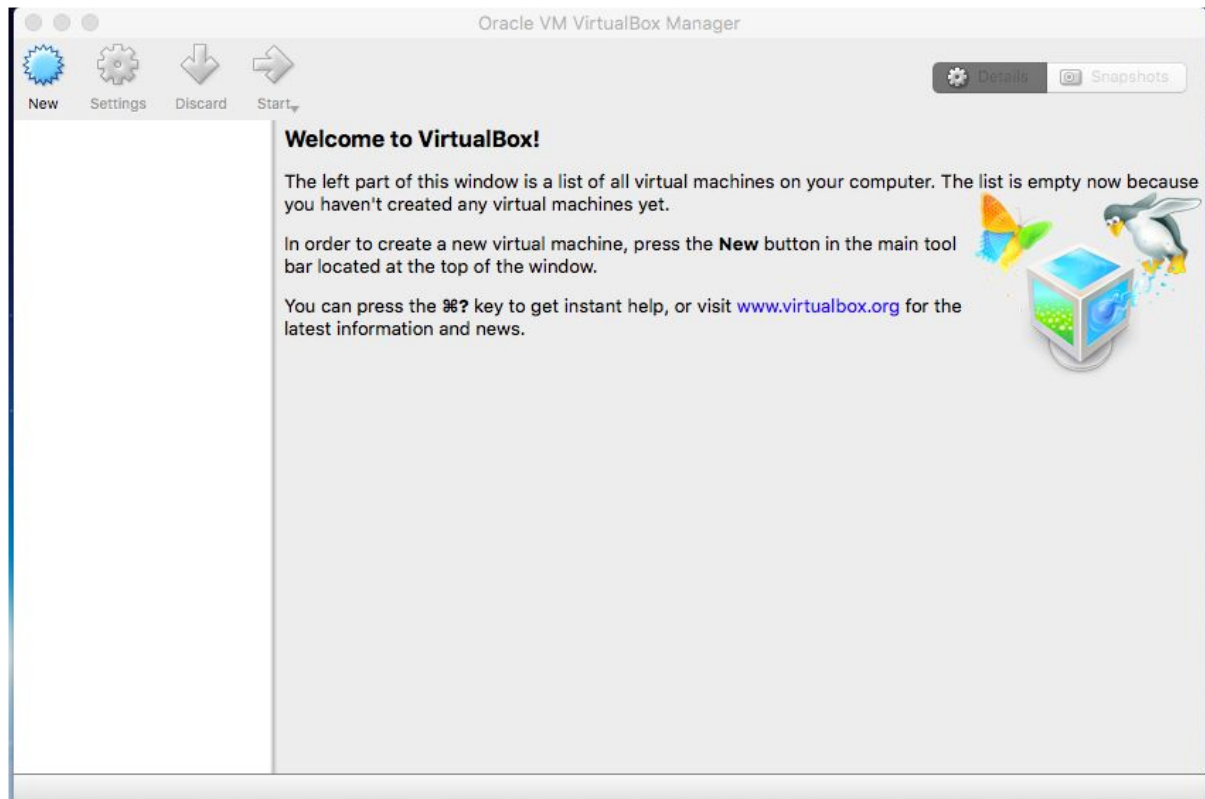 Oracle VM VirtualBox Manager
New Settings Discard Start
Details Snapshots
Welcome to VirtualBox!
The left part of this window is a list of all virtual machines on your computer. The list is empty now because
you haven't created any virtual machines yet.
In order to create a new virtual machine, press the New button in the main tool
bar located at the top of the window.
You can press the ⌘? key to get instant help, or visit www.virtualbox.org for the
latest information and news.